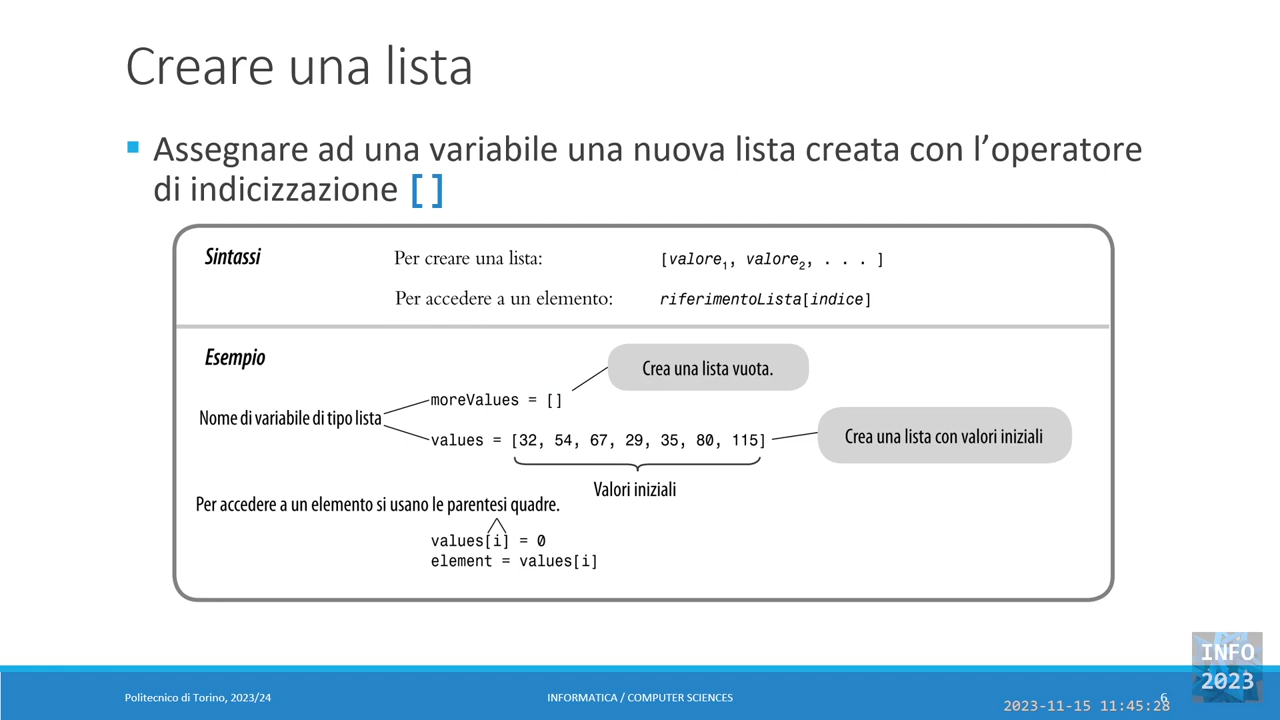 Creare una lista
Assegnare ad una variabile una nuova lista creata con l’operatore
di indicizzazione []
Sintassi
Per creare una lista: [valore1, valore2, . . . ]
Per accedere a un elemento: riferimentoLista[indice]
Esempio
Crea una lista vuota.
moreValues = []
Nome di variabile di tipo lista
values = [32, 54, 67, 29, 35, 80, 115]
Crea una lista con valori iniziali
Valori iniziali
Per accedere a un elemento si usano le parentesi quadre.
values[i] = 0
element = values[i]
Politecnico di Torino, 2023/24
INFORMATICA / COMPUTER SCIENCES
6
INFO
2023
2023-11-15 11:45:28